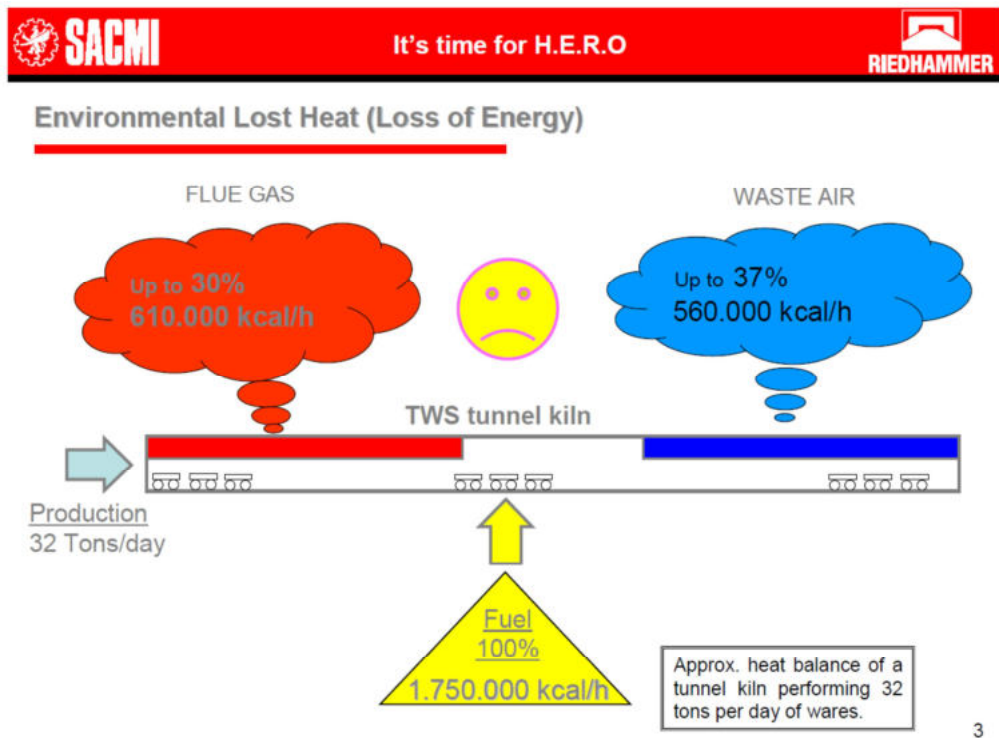 SACMI
It's time for H.E.R.O
RIEDHAMMER
Environmental Lost Heat (Loss of Energy)
FLUE GAS
WASTE AIR
Up to 30%
610.000 kcal/h
Up to 37%
560.000 kcal/h
TWS tunnel kiln
Production
32 Tons/day
Fuel
100%
1.750.000 kcal/h
Approx. heat balance of a
tunnel kiln performing 32
tons per day of wares.
3